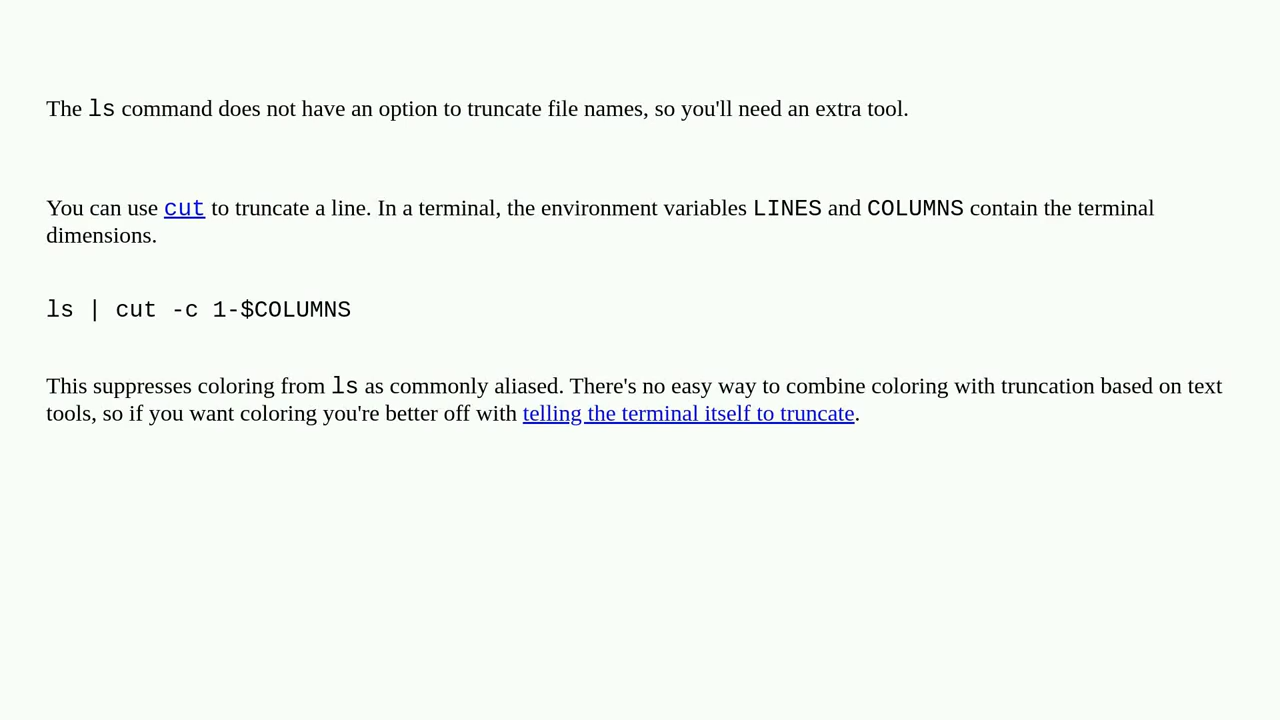 The ls command does not have an option to truncate file names, so you'll need an extra tool.
You can use cut to truncate a line. In a terminal, the environment variables LINES and COLUMNS contain the terminal
dimensions.
ls | cut -c 1-$COLUMNS
This suppresses coloring from ls as commonly aliased. There's no easy way to combine coloring with truncation based on text
tools, so if you want coloring you're better off with telling the terminal itself to truncate.